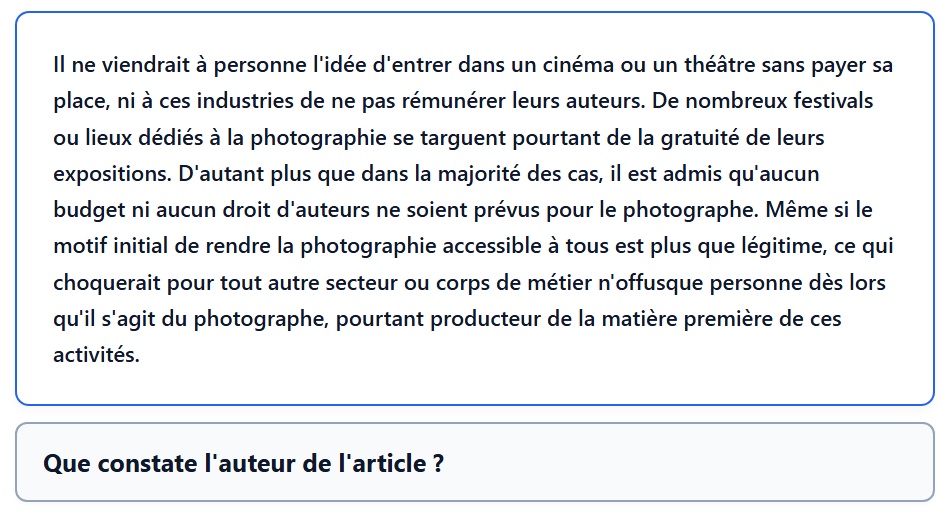 Il ne viendrait à personne l'idée d'entrer dans un cinéma ou un théâtre sans payer sa
place, ni à ces industries de ne pas rémunérer leurs auteurs. De nombreux festivals
ou lieux dédiés à la photographie se targuent pourtant de la gratuité de leurs
expositions. D'autant plus que dans la majorité des cas, il est admis qu'aucun
budget ni aucun droit d'auteurs ne soient prévus pour le photographe. Même si le
motif initial de rendre la photographie accessible à tous est plus que légitime, ce qui
choquerait pour tout autre secteur ou corps de métier n'offusque personne dès lors
qu'il s'agit du photographe, pourtant producteur de la matière première de ces
activités.
Que constate l'auteur de l'article ?